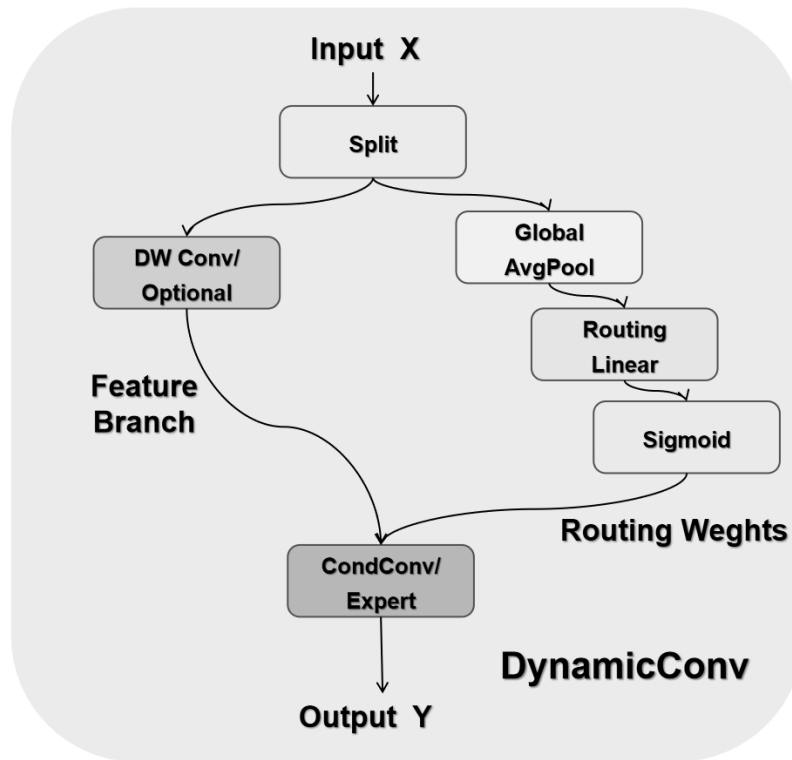 Input X
Split
DW Conv/
Optional
Global
AvgPool
Routing
Linear
Feature
Branch
Sigmoid
Routing Weghts
CondConv/
Expert
DynamicConv
Output Y